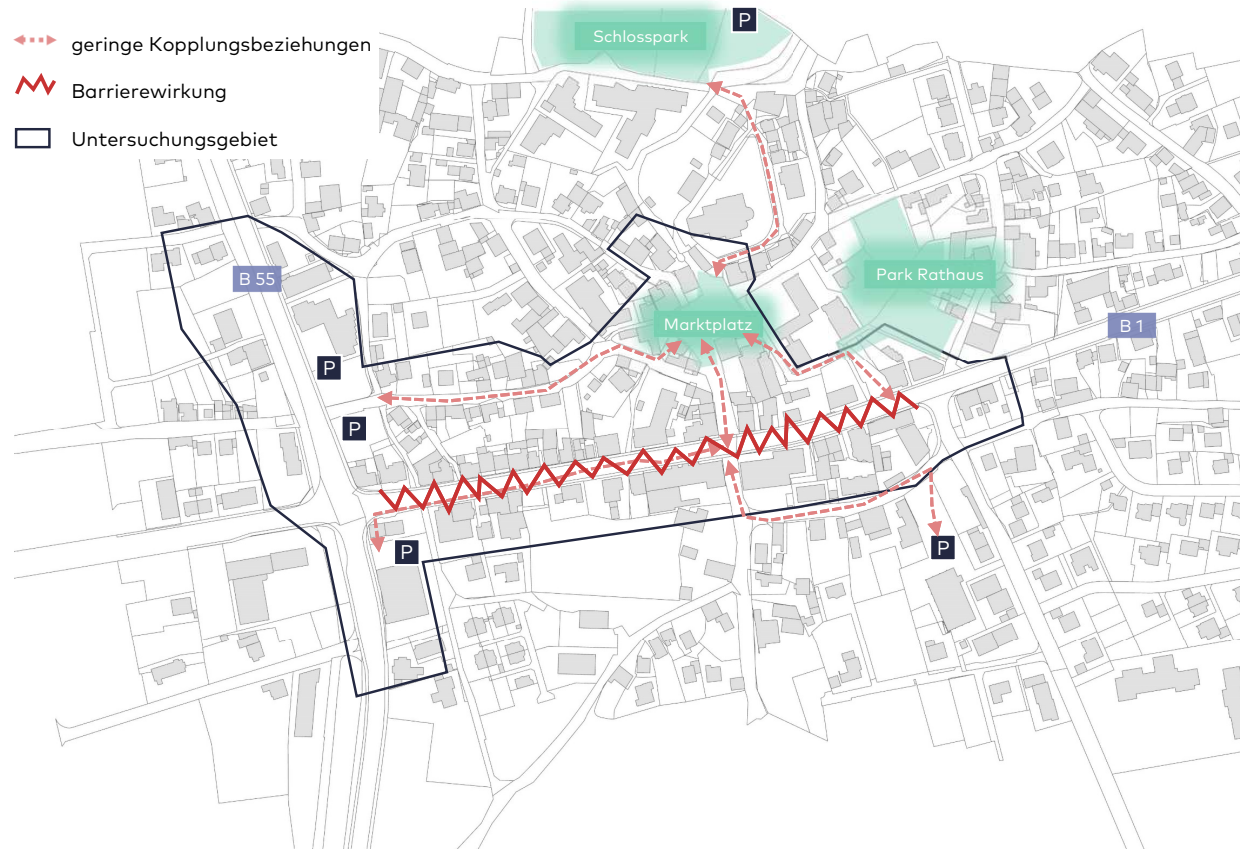 geringe Kopplungsbeziehungen
Barrierewirkung
Untersuchungsgebiet
Schlosspark
P
B 55
Park Rathaus
Marktplatz
B 1
P
P
P
P